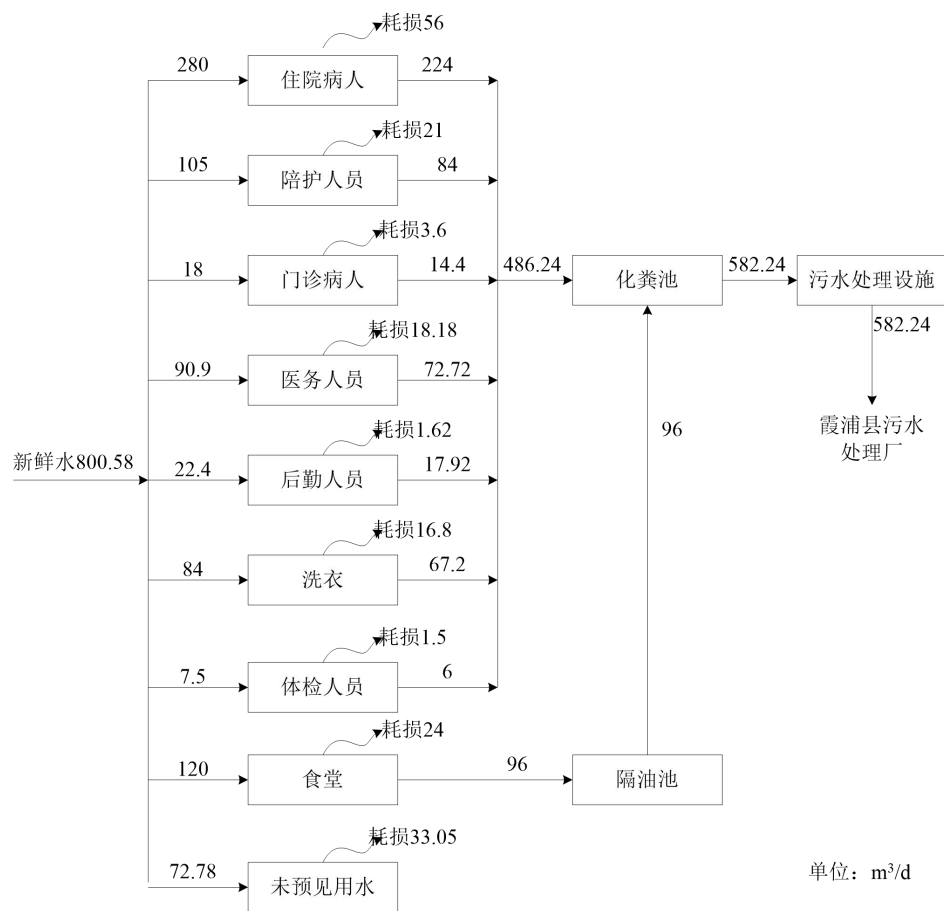 耗损56
280
住院病人
224
耗损21
105
陪护人员
84
耗损3.6
18
门诊病人
14.4
486.24
化粪池
582.24
污水处理设施
582.24
耗损18.18
90.9
医务人员
72.72
96
霞浦县污水
处理厂
耗损1.62
新鲜水800.58
22.4
后勤人员
17.92
耗损16.8
84
洗衣
67.2
耗损1.5
7.5
体检人员
6
耗损24
120
食堂
96
隔油池
耗损33.05
72.78
未预见用水
单位：m³/d